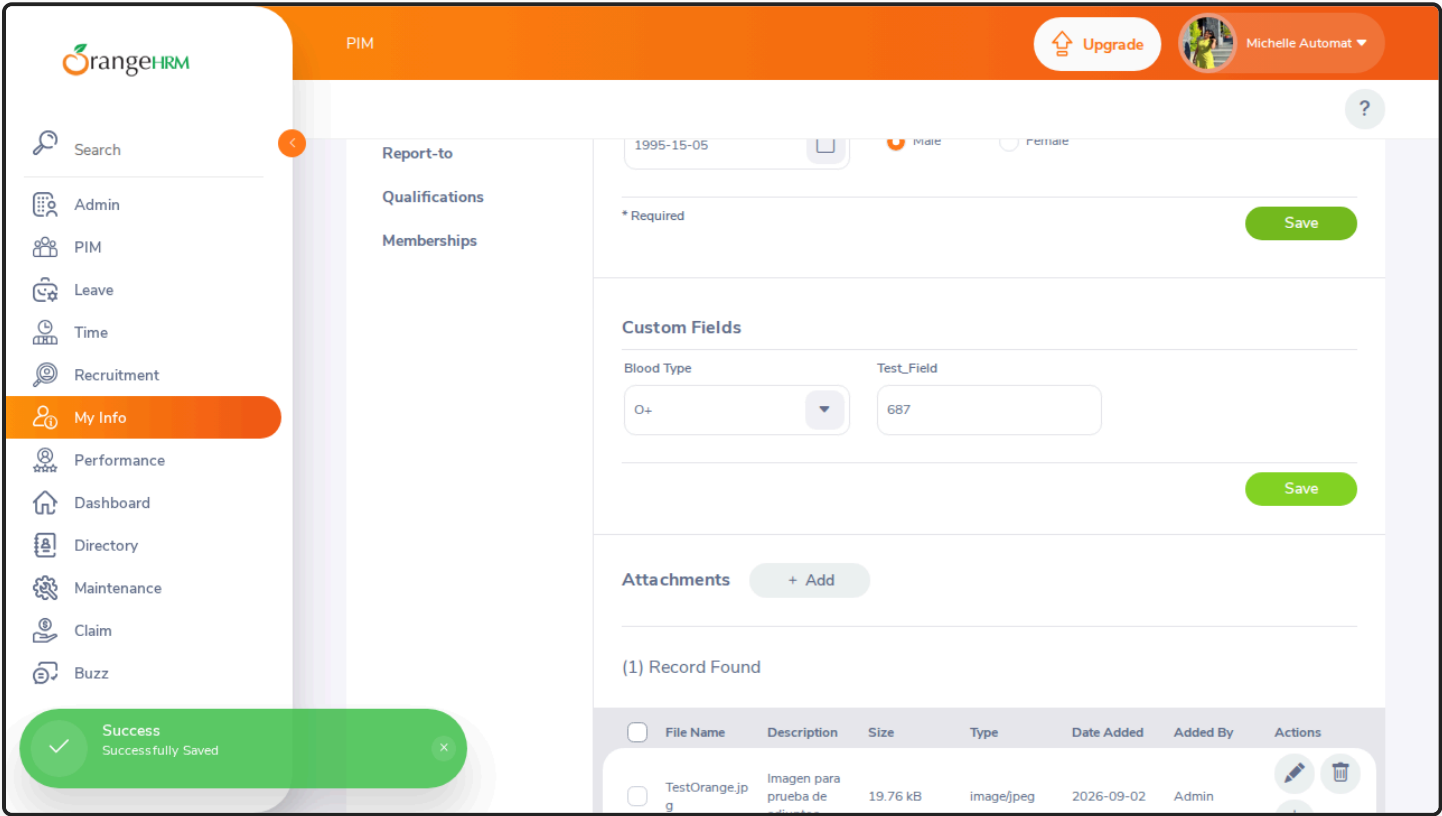 OrangeHRM
PIM
Upgrade
Michelle Automat
?
Search
Admin
PIM
Leave
Time
Recruitment
My Info
Performance
Dashboard
Directory
Maintenance
Claim
Buzz
Success
Successfully Saved
Report-to
Qualifications
Memberships
1995-15-05
Male
Female
* Required
Save
Custom Fields
Blood Type
Test_Field
O+
687
Save
Attachments
+ Add
(1) Record Found
File Name
Description
Size
Type
Date Added
Added By
Actions
TestOrange.jp
g
Imagen para
prueba de
adjuntos
19.76 kB
image/jpeg
2026-09-02
Admin